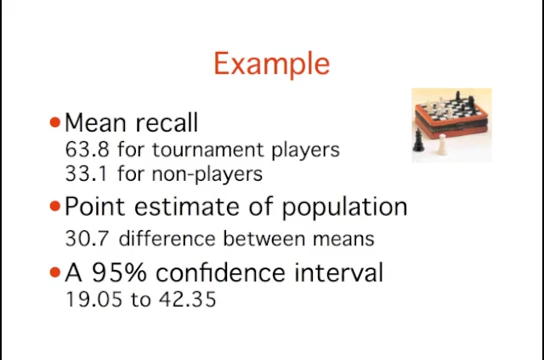 Example
•Mean recall
63.8 for tournament players
33.1 for non-players
•Point estimate of population
30.7 difference between means
•A 95% confidence interval
19.05 to 42.35